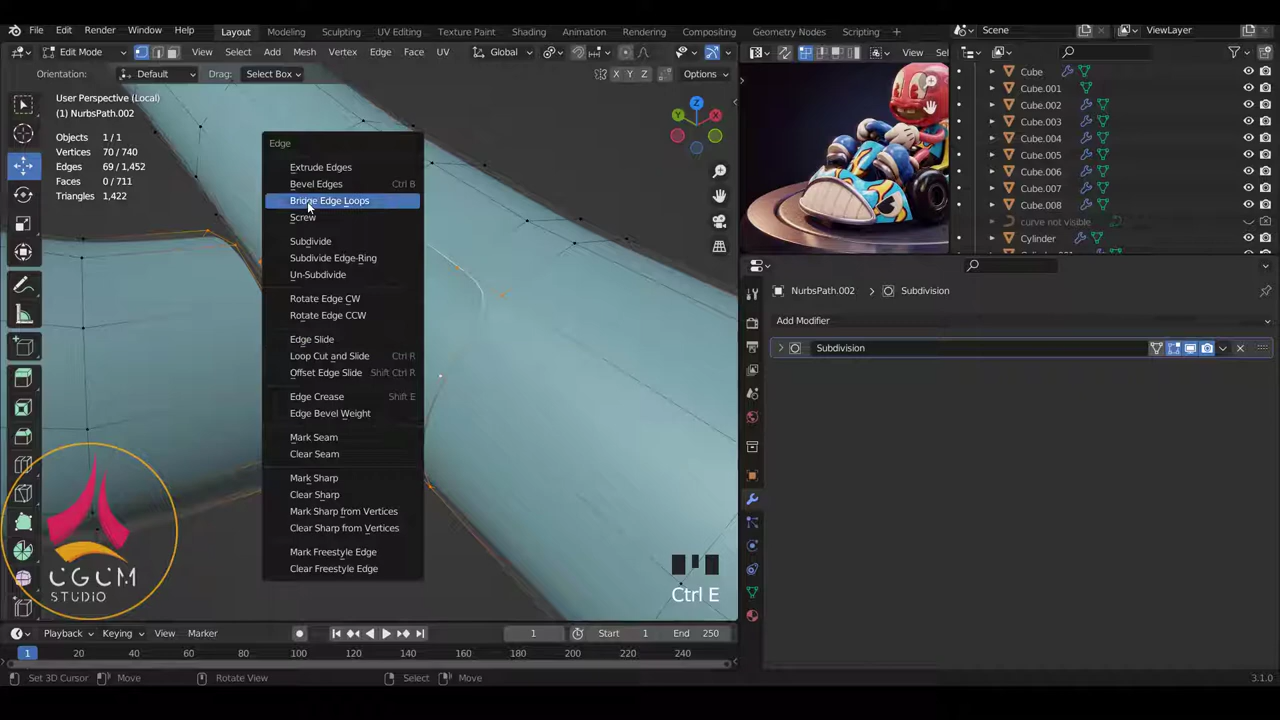 File Edit Render Window Help Layout Modeling Sculpting UV Editing Texture Paint Shading Animation Rendering Compositing Geometry Nodes Scripting Scene ViewLayer
Edit Mode View Select Add Mesh Vertex Edge Face UV Global View Sel
Orientation: Default Drag: Select Box X Y Z Options
User Perspective (Local)
(1) NurbsPath.002
Objects 1 / 1
Vertices 70 / 740
Edges 69 / 1,452
Faces 0 / 711
Triangles 1,422
Z
Y
X
Edge
Extrude Edges
Bevel Edges Ctrl B
Bridge Edge Loops
Screw
Subdivide
Subdivide Edge-Ring
Un-Subdivide
Rotate Edge CW
Rotate Edge CCW
Edge Slide
Loop Cut and Slide Ctrl R
Offset Edge Slide Shift Ctrl R
Edge Crease Shift E
Edge Bevel Weight
Mark Seam
Clear Seam
Mark Sharp
Clear Sharp
Mark Sharp from Vertices
Clear Sharp from Vertices
Mark Freestyle Edge
Clear Freestyle Edge
CGCM
STUDIO
Ctrl E
Cube
Cube.001
Cube.002
Cube.003
Cube.004
Cube.005
Cube.006
Cube.007
Cube.008
curve not visible
Cylinder
NurbsPath.002 Subdivision
Add Modifier
Subdivision
Playback Keying View Marker 1 Start 1 End 250
1 20 40 60 80 100 120 140 160 180 200 220 240
Set 3D Cursor Move Rotate View Select Move 3.1.0